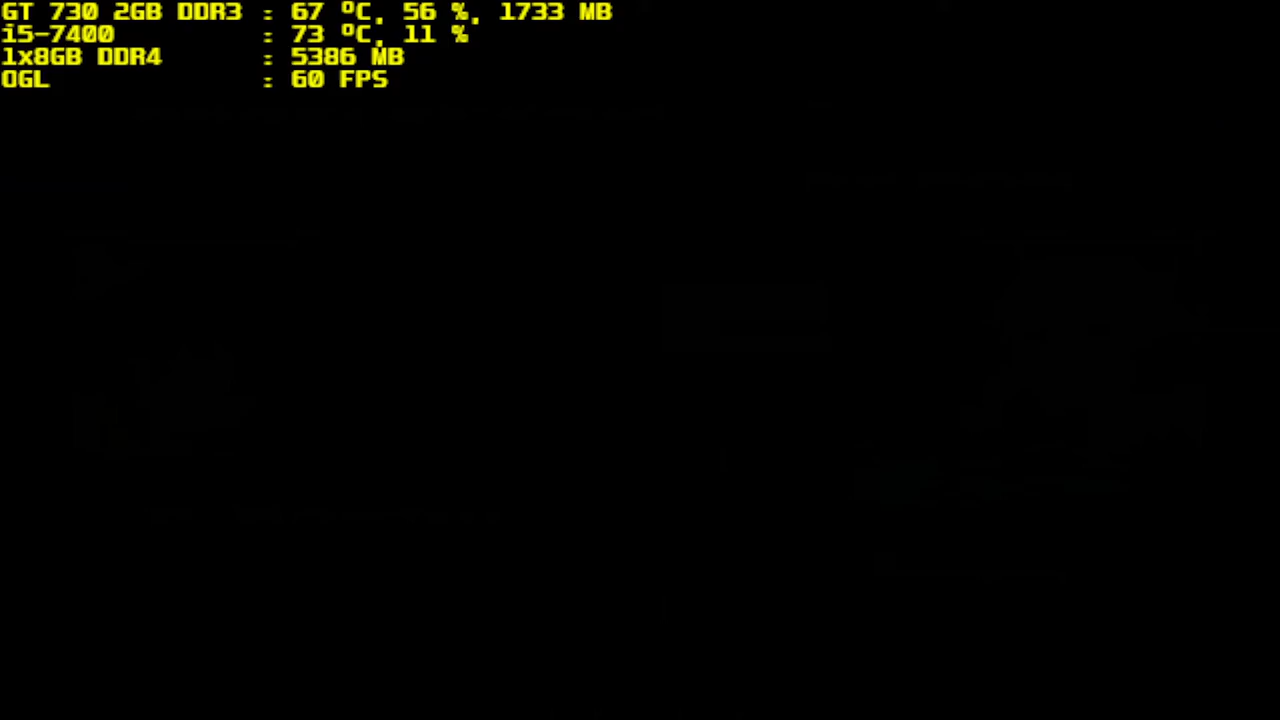 GT 730 2GB DDR3 : 67 ºC, 56 %, 1733 MB
i5-7400 : 73 ºC, 11 %
1x8GB DDR4 : 5386 MB
OGL : 60 FPS